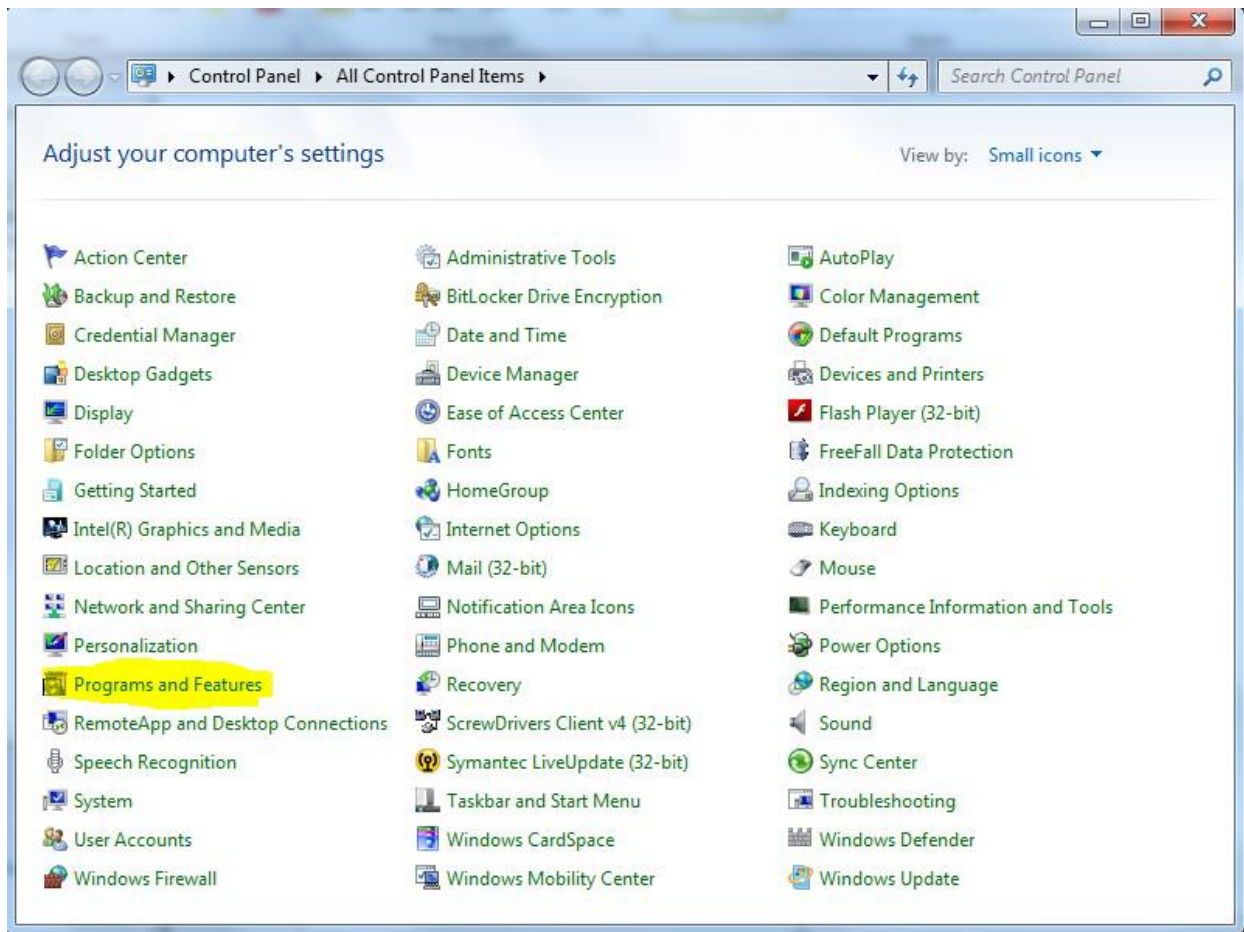 Control Panel All Control Panel Items Search Control Panel
Adjust your computer's settings View by: Small icons
Action Center Administrative Tools AutoPlay
Backup and Restore BitLocker Drive Encryption Color Management
Credential Manager Date and Time Default Programs
Desktop Gadgets Device Manager Devices and Printers
Display Ease of Access Center Flash Player (32-bit)
Folder Options Fonts FreeFall Data Protection
Getting Started HomeGroup Indexing Options
Intel(R) Graphics and Media Internet Options Keyboard
Location and Other Sensors Mail (32-bit) Mouse
Network and Sharing Center Notification Area Icons Performance Information and Tools
Personalization Phone and Modem Power Options
Programs and Features Recovery Region and Language
RemoteApp and Desktop Connections ScrewDrivers Client v4 (32-bit) Sound
Speech Recognition Symantec LiveUpdate (32-bit) Sync Center
System Taskbar and Start Menu Troubleshooting
User Accounts Windows CardSpace Windows Defender
Windows Firewall Windows Mobility Center Windows Update